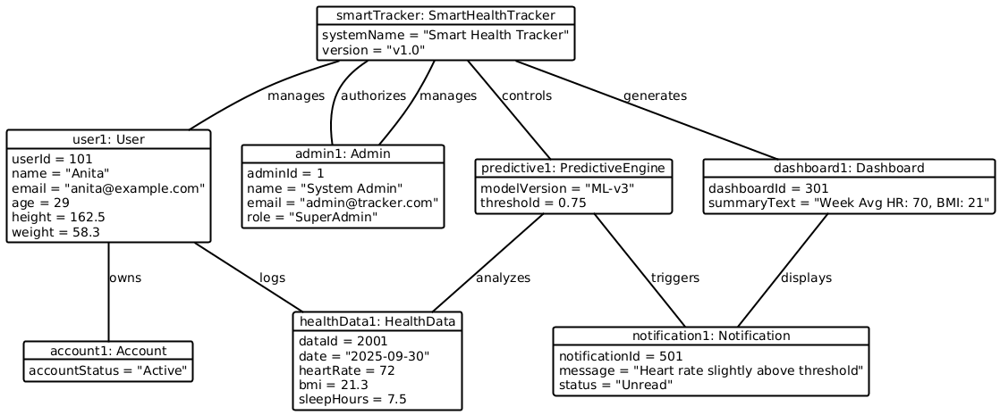 smartTracker: SmartHealthTracker
systemName = "Smart Health Tracker"
version = "v1.0"
manages
authorizes
manages
controls
generates
user1: User
userId = 101
name = "Anita"
email = "anita@example.com"
age = 29
height = 162.5
weight = 58.3
admin1: Admin
adminId = 1
name = "System Admin"
email = "admin@tracker.com"
role = "SuperAdmin"
predictive1: PredictiveEngine
modelVersion = "ML-v3"
threshold = 0.75
dashboard1: Dashboard
dashboardId = 301
summaryText = "Week Avg HR: 70, BMI: 21"
owns
logs
analyzes
triggers
displays
account1: Account
accountStatus = "Active"
healthData1: HealthData
dataId = 2001
date = "2025-09-30"
heartRate = 72
bmi = 21.3
sleepHours = 7.5
notification1: Notification
notificationId = 501
message = "Heart rate slightly above threshold"
status = "Unread"